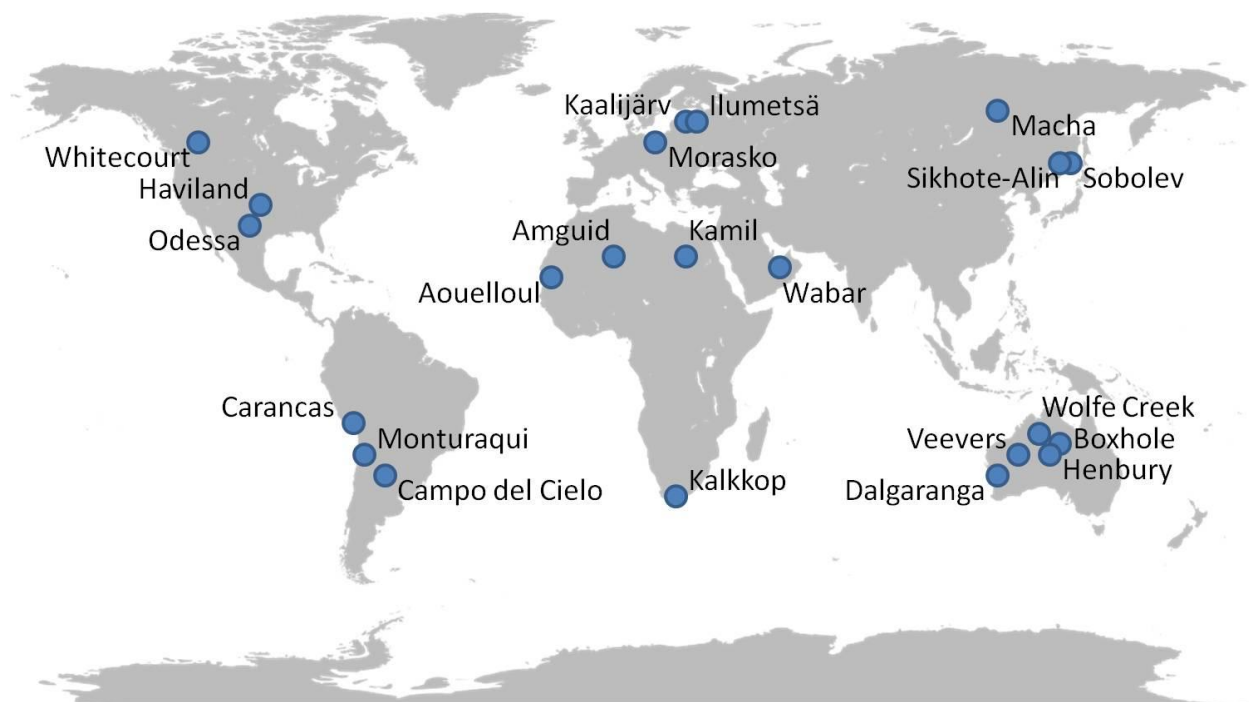 Kaalijärv
Ilumetsä
Macha
Whitecourt
Morasko
Haviland
Sikhote-Alin
Sobolev
Odessa
Amguid
Kamil
Aouelloul
Wabar
Carancas
Wolfe Creek
Monturaqui
Veevers
Boxhole
Henbury
Campo del Cielo
Kalkkop
Dalgaranga